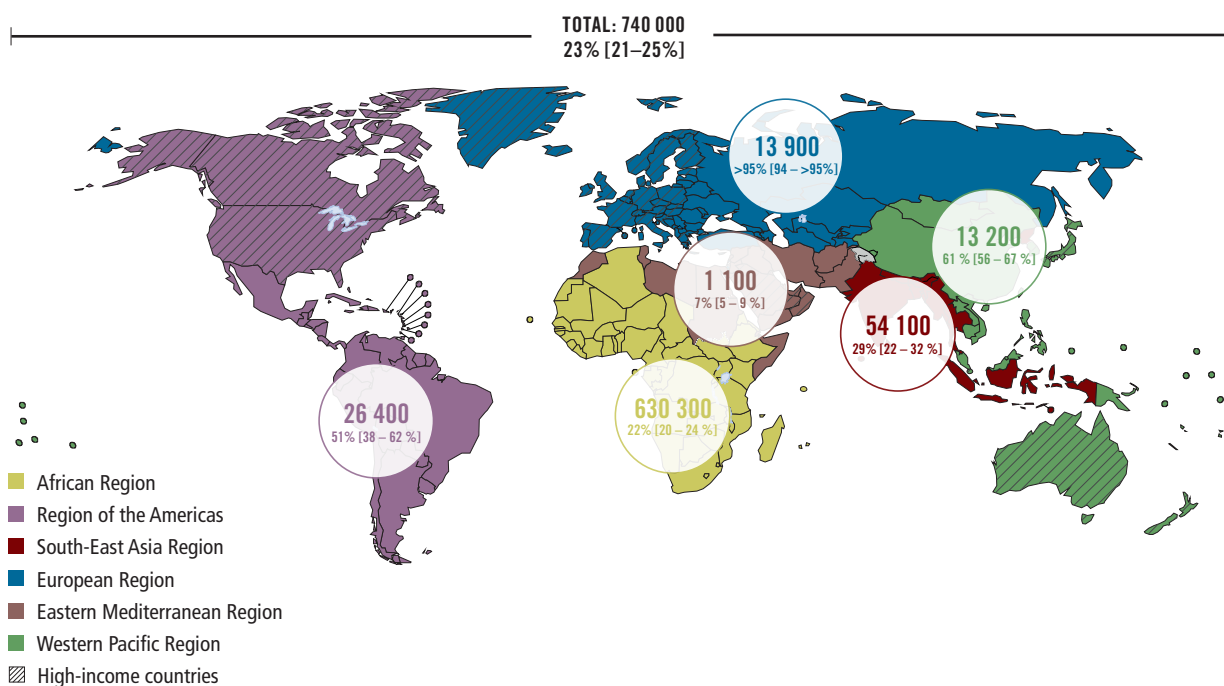 TOTAL: 740 000
23% [21–25%]
13 900
>95% [94 – >95%]
13 200
61 % [56 – 67 %]
1 100
7% [5 – 9 %]
54 100
29% [22 – 32 %]
26 400
51% [38 – 62 %]
630 300
22% [20 – 24 %]
African Region
Region of the Americas
South-East Asia Region
European Region
Eastern Mediterranean Region
Western Pacific Region
High-income countries